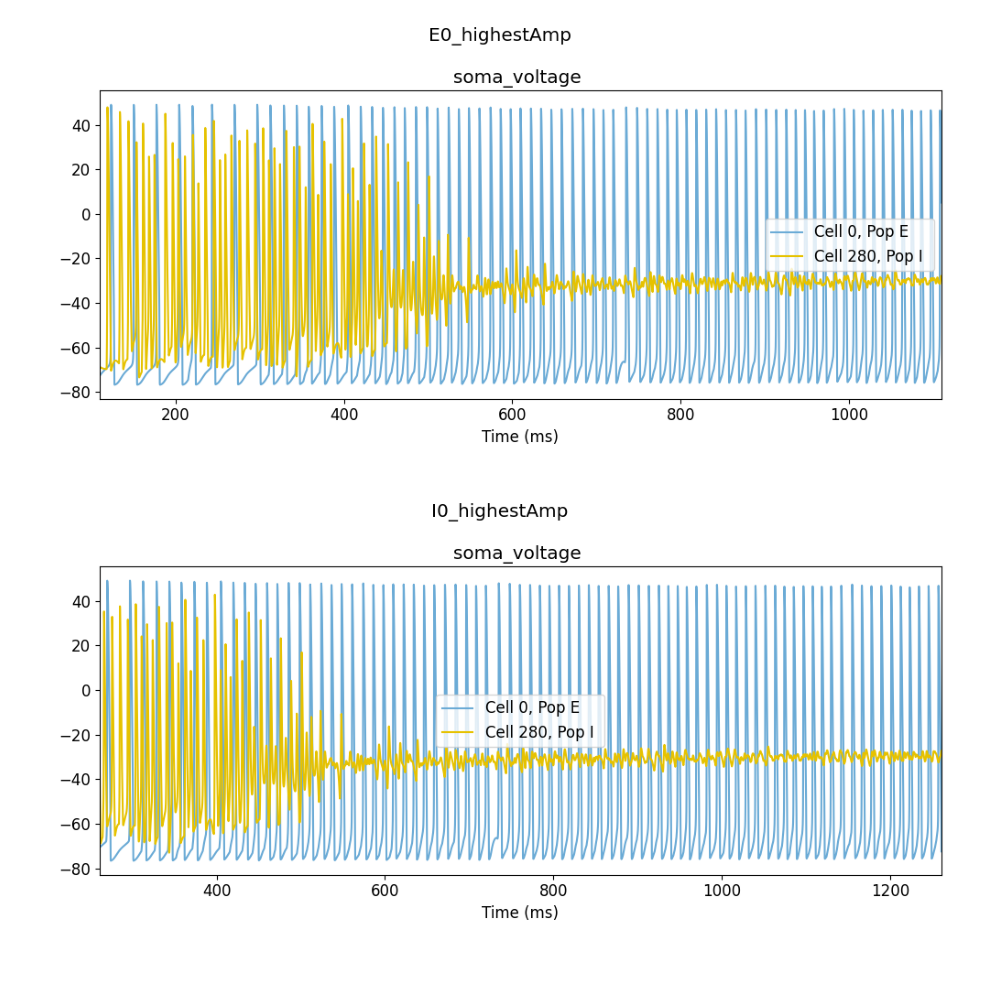 E0_highestAmp
soma_voltage
40
20
0
−20
−40
−60
−80
Cell 0, Pop E
Cell 280, Pop I
200 400 600 800 1000
Time (ms)
I0_highestAmp
soma_voltage
40
20
0
−20
−40
−60
−80
Cell 0, Pop E
Cell 280, Pop I
400 600 800 1000 1200
Time (ms)